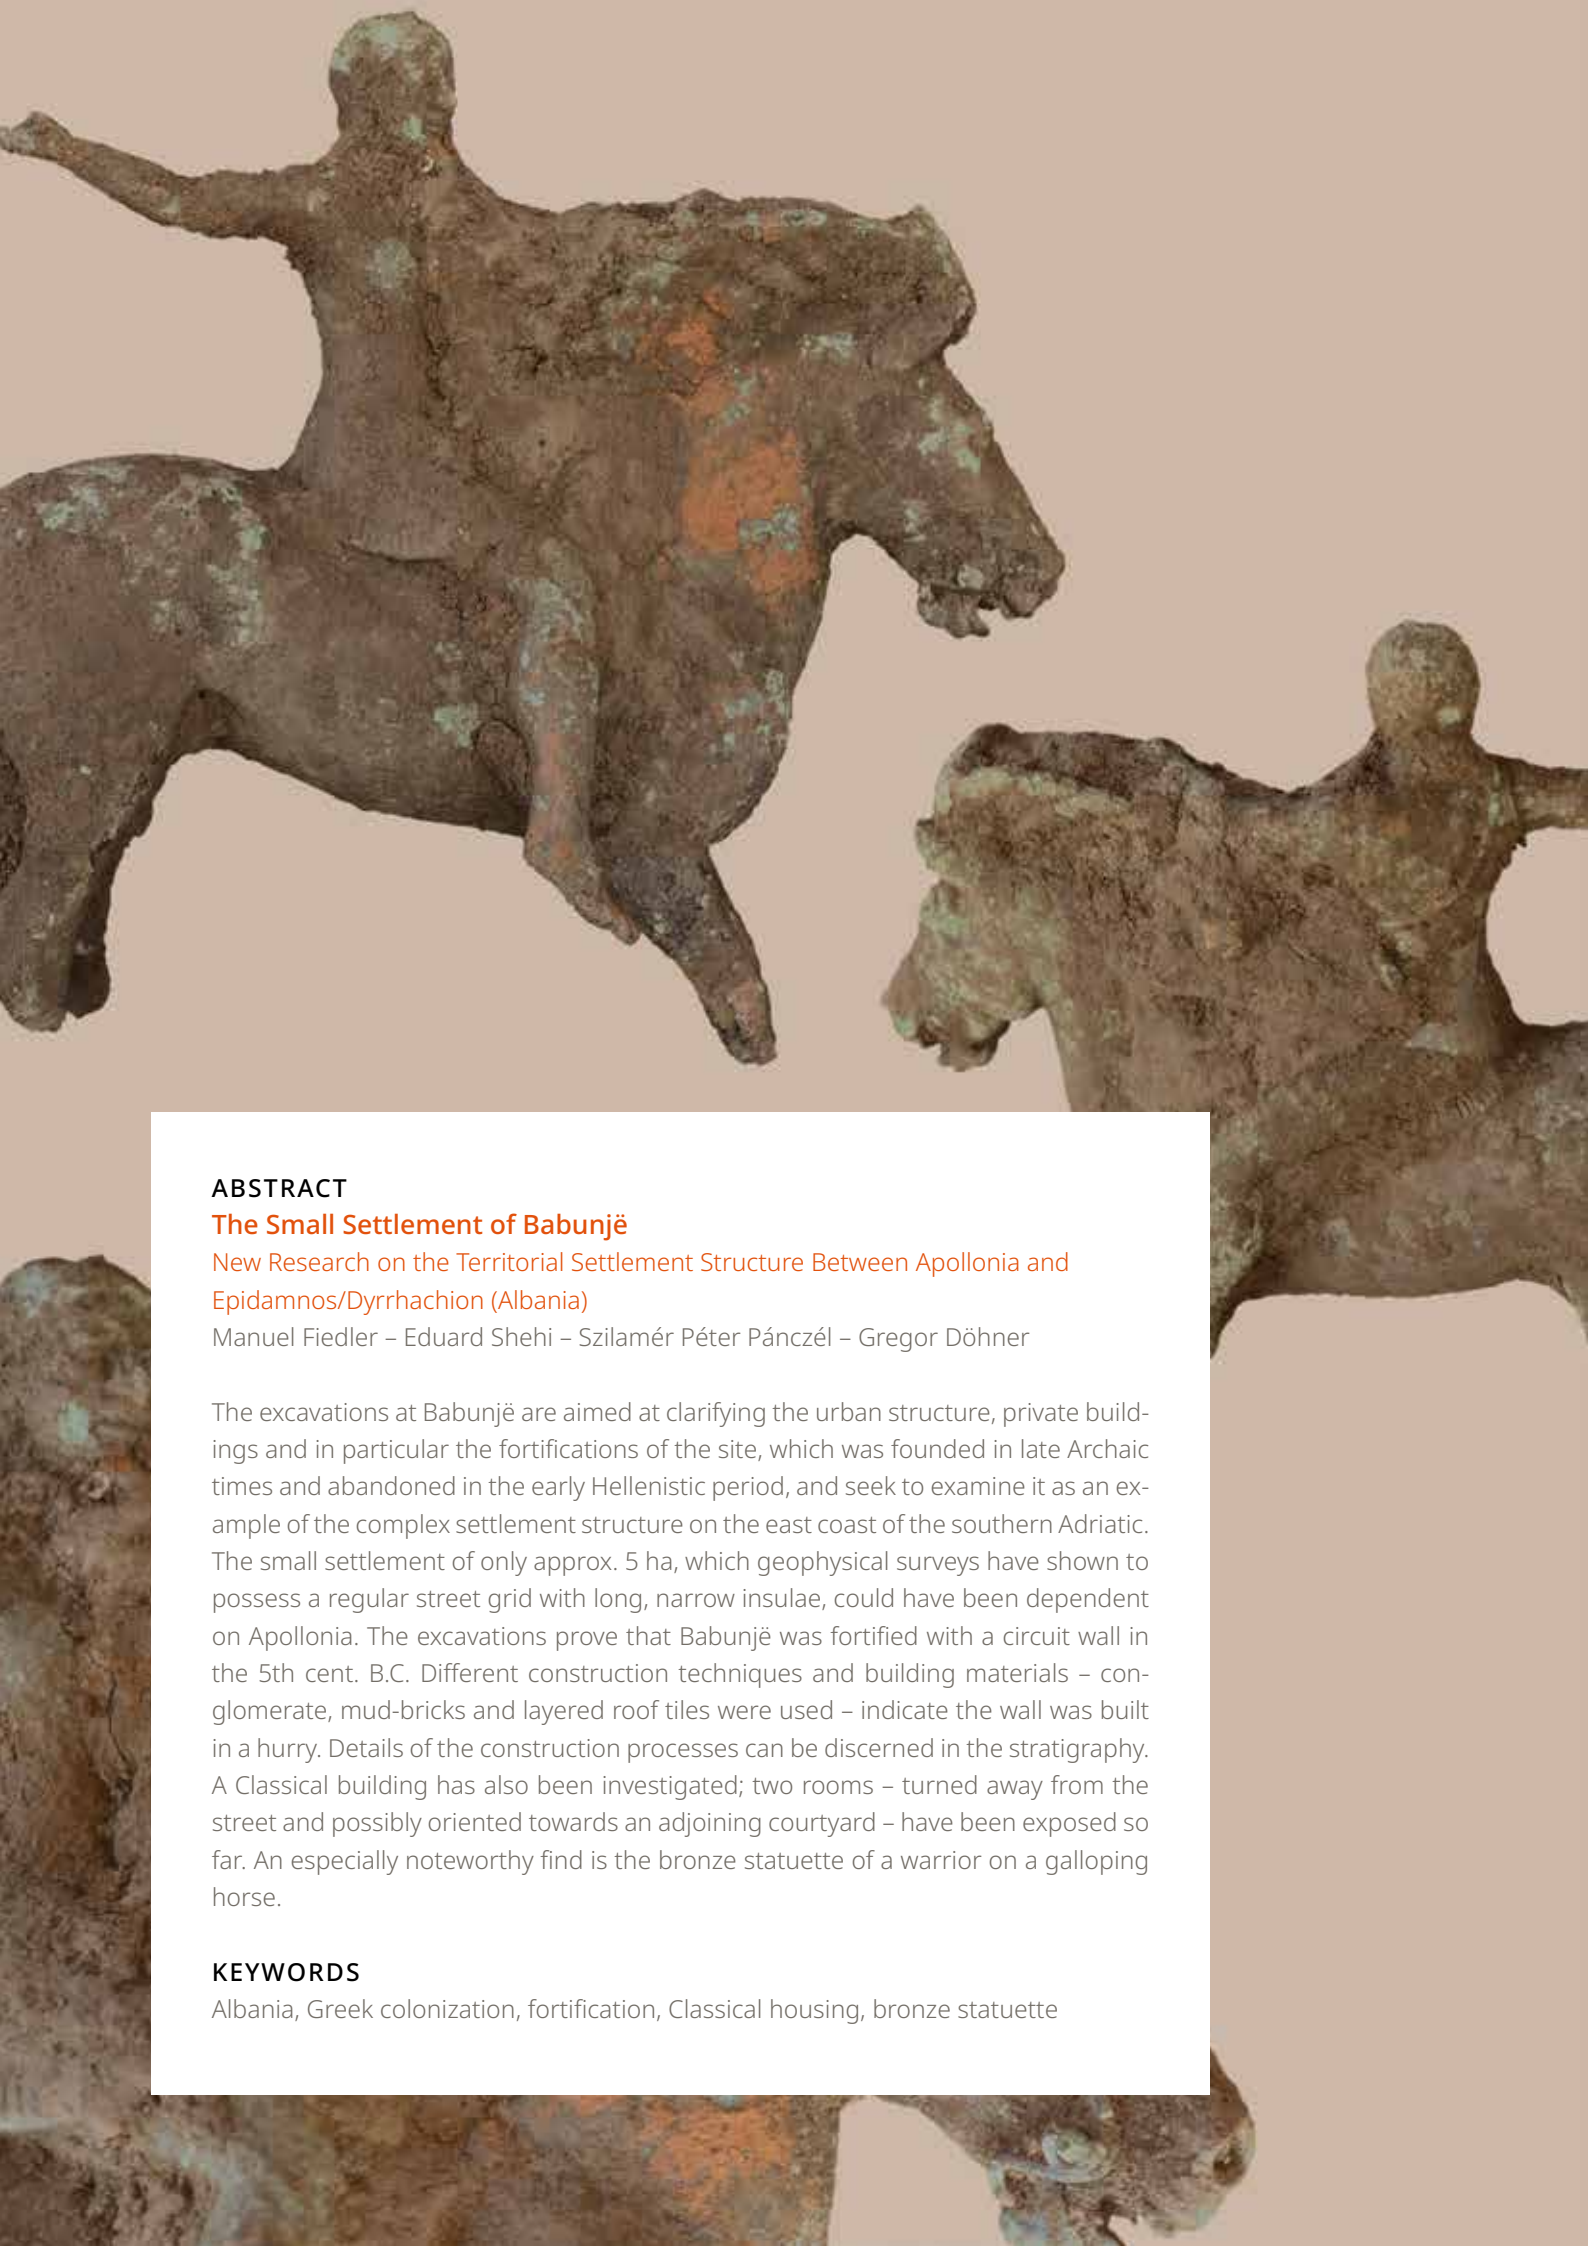 ABSTRACT
The Small Settlement of Babunjë
New Research on the Territorial Settlement Structure Between Apollonia and
Epidamnos/Dyrrhachion (Albania)
Manuel Fiedler – Eduard Shehi – Szilamér Péter Pánczél – Gregor Döhner
The excavations at Babunjë are aimed at clarifying the urban structure, private build-
ings and in particular the fortifications of the site, which was founded in late Archaic
times and abandoned in the early Hellenistic period, and seek to examine it as an ex-
ample of the complex settlement structure on the east coast of the southern Adriatic.
The small settlement of only approx. 5 ha, which geophysical surveys have shown to
possess a regular street grid with long, narrow insulae, could have been dependent
on Apollonia. The excavations prove that Babunjë was fortified with a circuit wall in
the 5th cent. B.C. Different construction techniques and building materials – con-
glomerate, mud-bricks and layered roof tiles were used – indicate the wall was built
in a hurry. Details of the construction processes can be discerned in the stratigraphy.
A Classical building has also been investigated; two rooms – turned away from the
street and possibly oriented towards an adjoining courtyard – have been exposed so
far. An especially noteworthy find is the bronze statuette of a warrior on a galloping
horse.
KEYWORDS
Albania, Greek colonization, fortification, Classical housing, bronze statuette